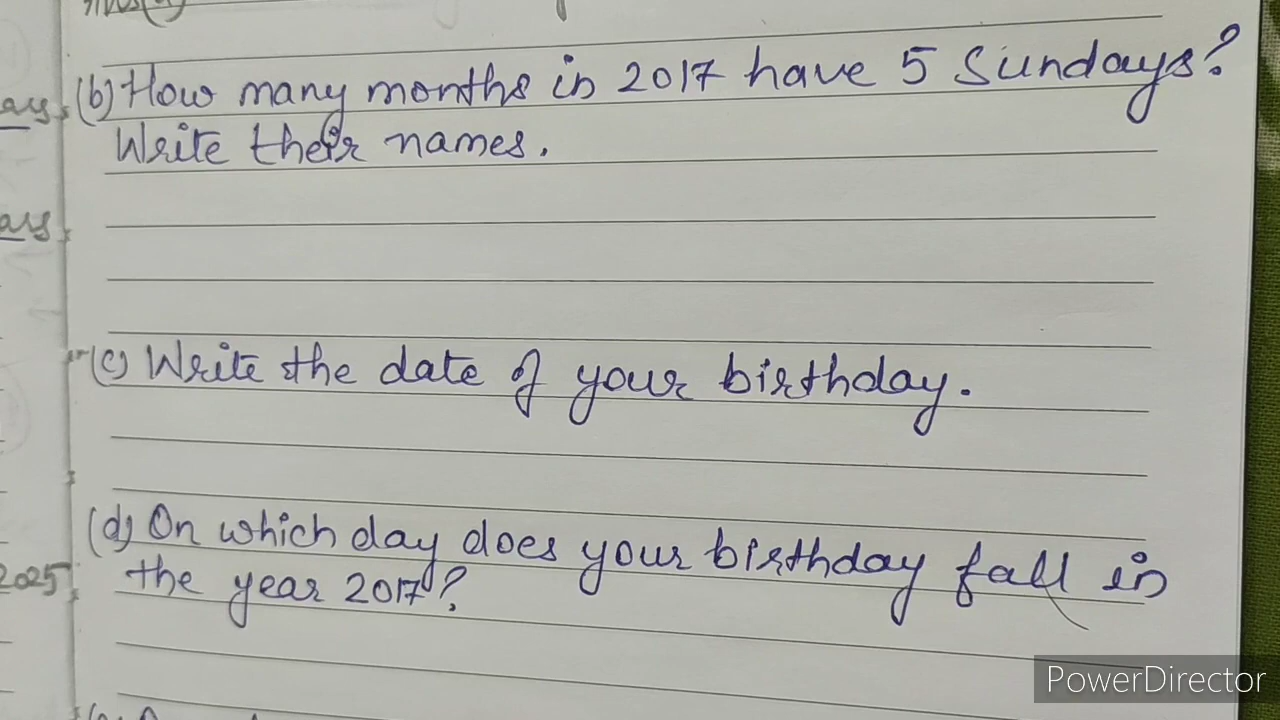 (b) How many months in 2017 have 5 Sundays?
Write their names.
(c) Write the date of your birthday.
(d) On which day does your birthday fall in
2025 the year 2017?
PowerDirector